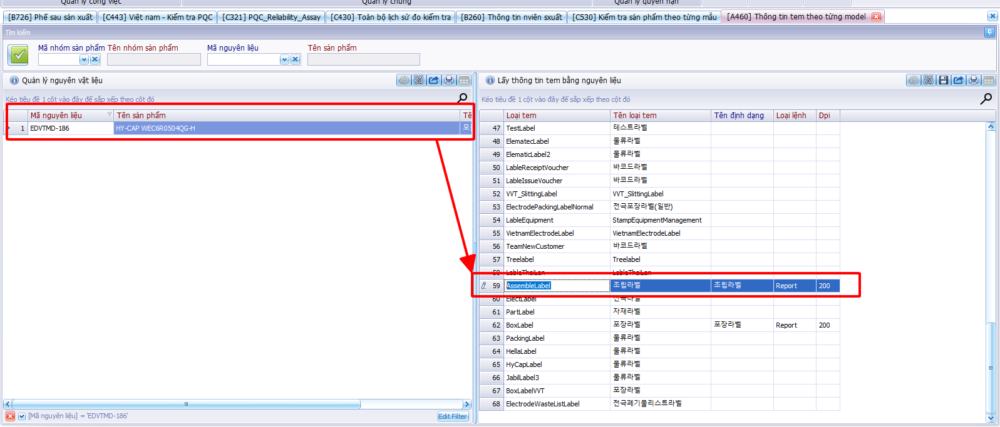 Quản lý công việc Quản lý chung Quản lý quyền hạn
[B726] Phế sau sản xuất [C443] Việt nam - Kiểm tra PQC [C321] PQC_Reliability_Assay [C430] Toàn bộ lịch sử đo kiểm tra [B260] Thông tin nviên sxuất [C530] Kiểm tra sản phẩm theo từng mẫu [A460] Thông tin tem theo từng model
Tìm kiếm
Mã nhóm sản phẩm Tên nhóm sản phẩm Mã nguyên liệu Tên sản phẩm
Quản lý nguyên vật liệu
Kéo tiêu đề 1 cột vào đây để sắp xếp theo cột đó
Mã nguyên liệu Tên sản phẩm Tê
1 EDVTMD-186 HY-CAP WEC6R0504QG-H
[Mã nguyên liệu] = 'EDVTMD-186' Edit Filter
Lấy thông tin tem bằng nguyên liệu
Kéo tiêu đề 1 cột vào đây để sắp xếp theo cột đó
Loại tem Tên loại tem Tên định dạng Loại lệnh Dpi
47 TestLabel 테스트라벨
48 ElematecLabel 물류라벨
49 ElematicLabel2 물류라벨
50 LableReceiptVoucher 바코드라벨
51 LableIssueVoucher 바코드라벨
52 VVT_SlittingLabel VVT_SlittingLabel
53 ElectrodePackingLabelNormal 전극포장라벨(일반)
54 LableEquipment StampEquipmentManagement
55 VietnamElectrodeLabel VietnamElectrodeLabel
56 TeamNewCustomer 바코드라벨
57 Treelabel Treelabel
58 LableThaiLan LableThaiLan
59 AssembleLabel 조립라벨 조립라벨 Report 200
60 ElectLabel 전극라벨
61 PartLabel 자재라벨
62 BoxLabel 포장라벨 포장라벨 Report 200
63 PackingLabel 물류라벨
64 HellaLabel 물류라벨
65 HyCapLabel 물류라벨
66 JabilLabel3 물류라벨
67 BoxLabelVVT 포장라벨
68 ElectrodeWasteListLabel 전극폐기물리스트라벨